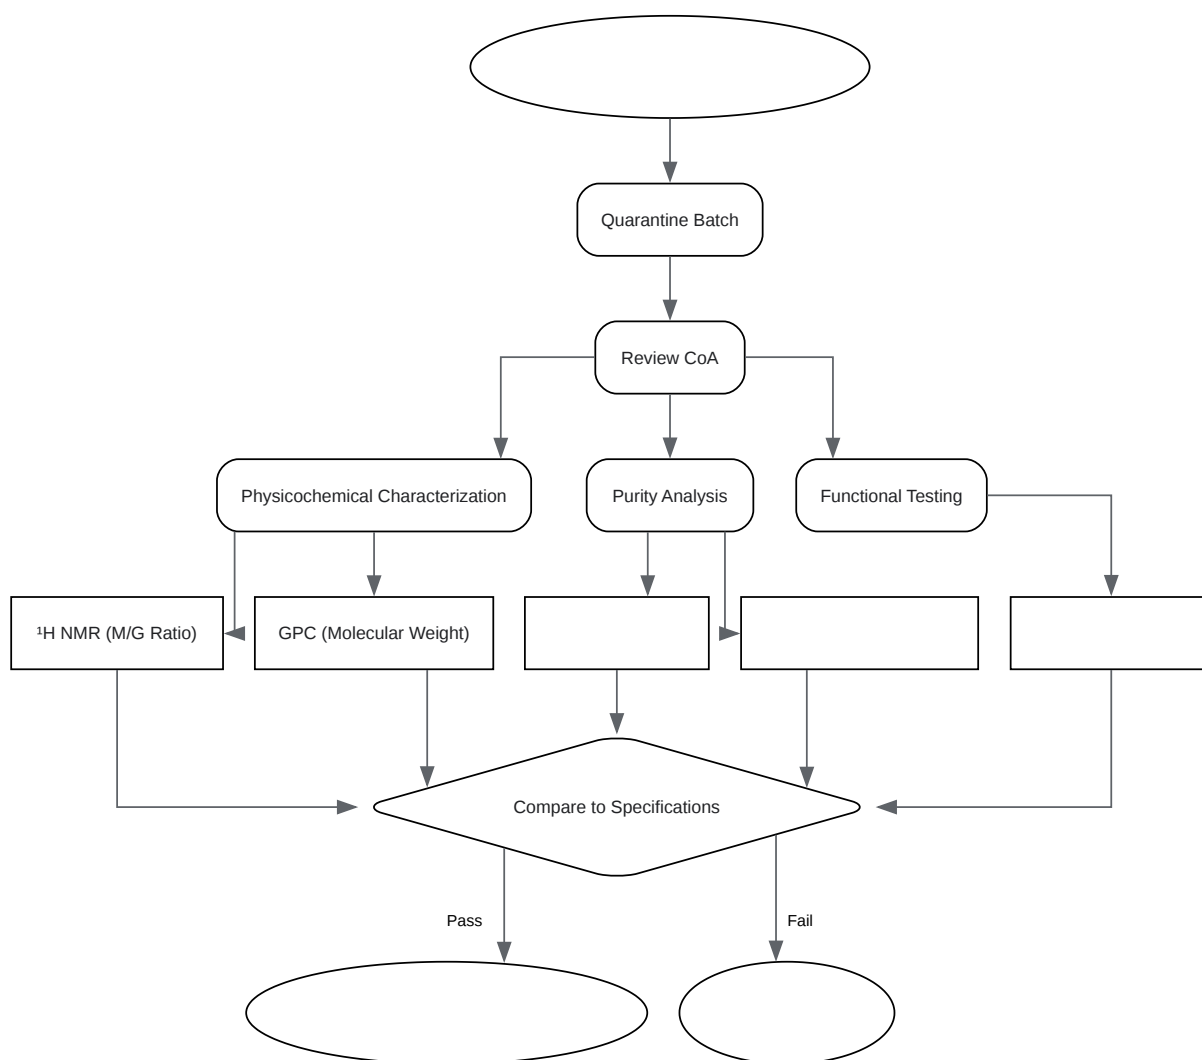 Quarantine Batch
Review CoA
Physicochemical Characterization
Purity Analysis
Functional Testing
¹H NMR (M/G Ratio)
GPC (Molecular Weight)
Compare to Specifications
Pass
Fail